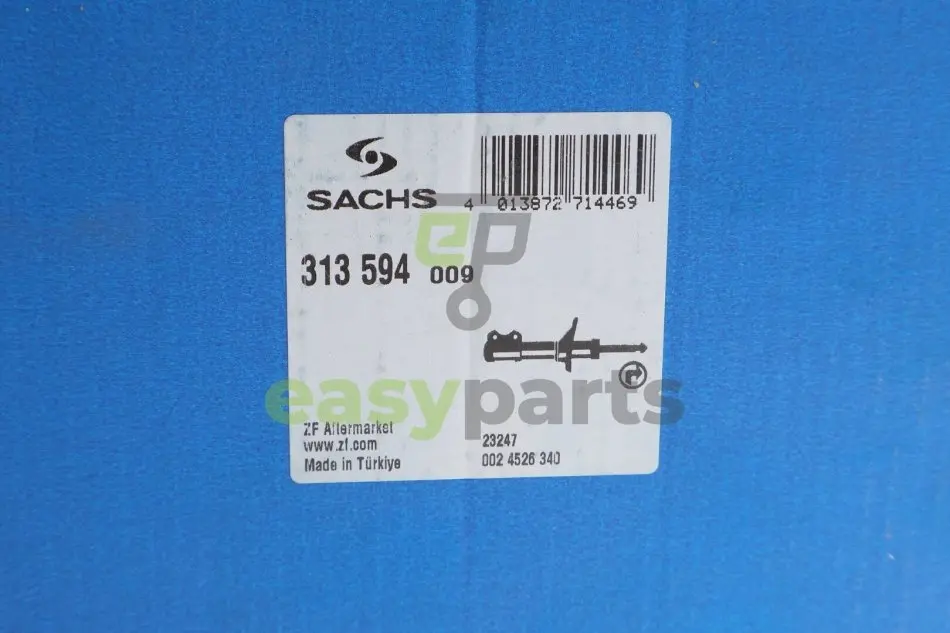 SACHS
4 013872 714469
313 594 009
ep
easyparts
ZF Aftermarket
www.zf.com
Made in Türkiye
23247
002 4526 340